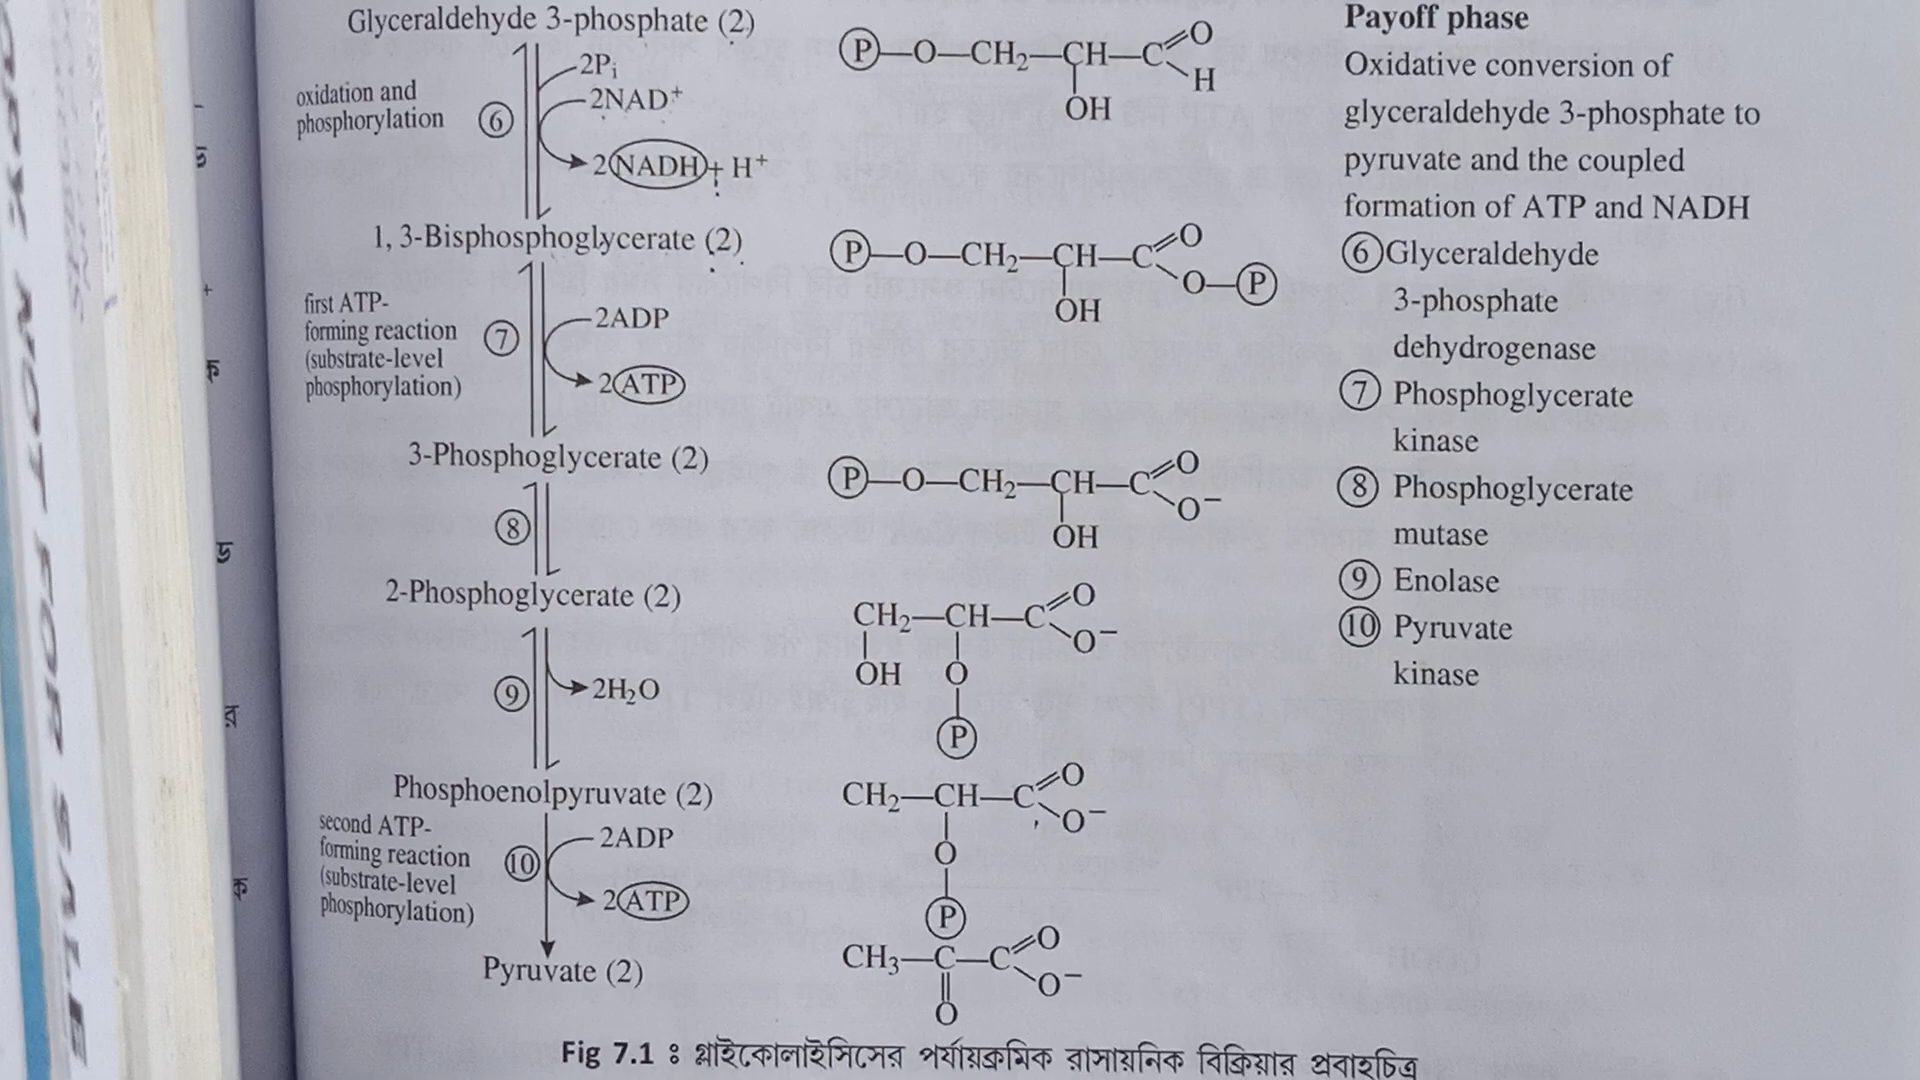 Glyceraldehyde 3-phosphate (2)
oxidation and
phosphorylation
6
2Pi
2NAD+
2NADH + H+
1, 3-Bisphosphoglycerate (2)
first ATP-
forming reaction
(substrate-level
phosphorylation)
7
2ADP
2ATP
3-Phosphoglycerate (2)
8
2-Phosphoglycerate (2)
9
2H2O
Phosphoenolpyruvate (2)
second ATP-
forming reaction
(substrate-level
phosphorylation)
10
2ADP
2ATP
Pyruvate (2)
P—O—CH2—CH—C
O
H
OH
P—O—CH2—CH—C
O
O—P
OH
P—O—CH2—CH—C
O
O−
OH
CH2—CH—C
O
O−
OH O
P
CH2—CH—C
O
O−
O
P
CH3—C—C
O
O−
O
Payoff phase
Oxidative conversion of
glyceraldehyde 3-phosphate to
pyruvate and the coupled
formation of ATP and NADH
6 Glyceraldehyde
3-phosphate
dehydrogenase
7 Phosphoglycerate
kinase
8 Phosphoglycerate
mutase
9 Enolase
10 Pyruvate
kinase
Fig 7.1 ঃ গ্লাইকোলাইসিসের পর্যায়ক্রমিক রাসায়নিক বিক্রিয়ার প্রবাহচিত্র
NOT FOR SALE